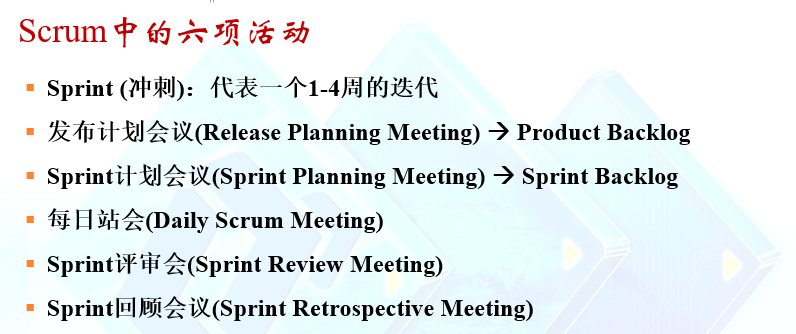 Scrum中的六项活动
Sprint (冲刺)：代表一个1-4周的迭代
发布计划会议(Release Planning Meeting) → Product Backlog
Sprint计划会议(Sprint Planning Meeting) → Sprint Backlog
每日站会(Daily Scrum Meeting)
Sprint评审会(Sprint Review Meeting)
Sprint回顾会议(Sprint Retrospective Meeting)